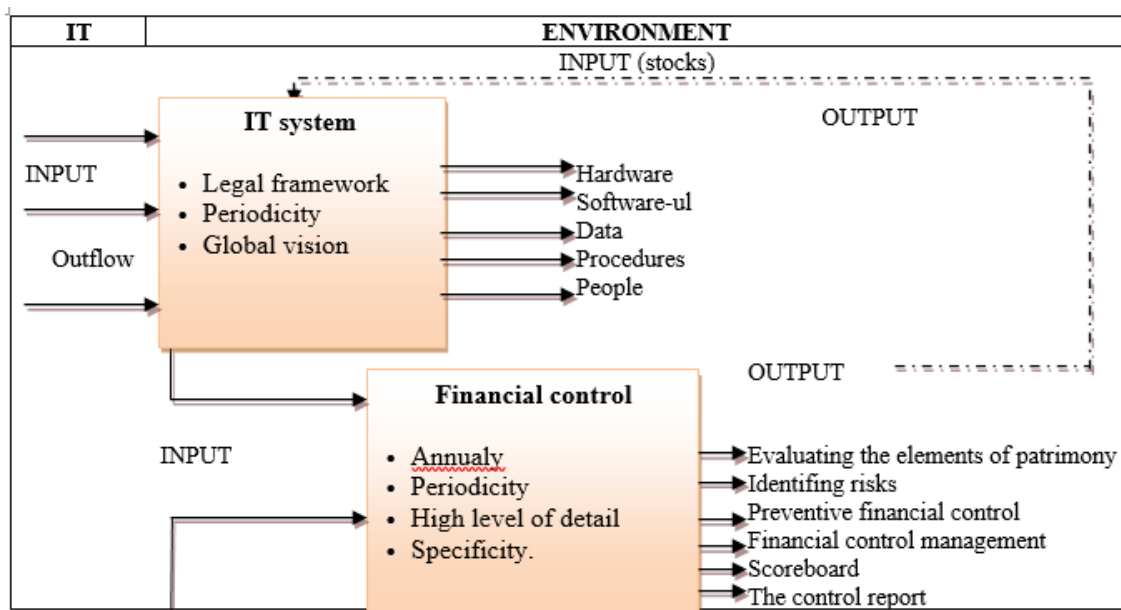 IT
ENVIRONMENT
INPUT (stocks)
OUTPUT
IT system
INPUT
• Legal framework
• Periodicity
• Global vision
Outflow
Hardware
Software-ul
Data
Procedures
People
OUTPUT
Financial control
INPUT
• Annualy
• Periodicity
• High level of detail
• Specificity.
Evaluating the elements of patrimony
Identifing risks
Preventive financial control
Financial control management
Scoreboard
The control report